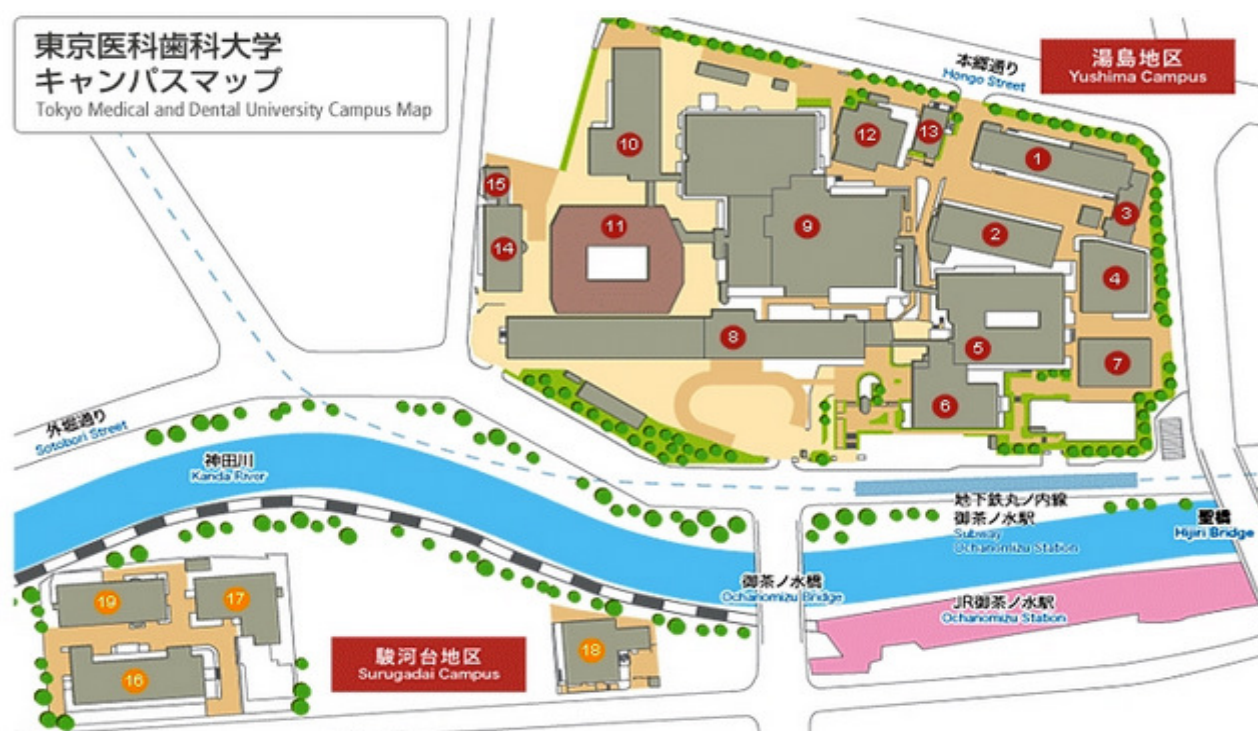 東京医科歯科大学
キャンパスマップ
Tokyo Medical and Dental University Campus Map
湯島地区
Yushima Campus
本郷通り
Hongo Street
12
13
1
10
15
3
11
9
2
14
4
8
5
7
6
外堀通り
Sotobori Street
神田川
Kanda River
地下鉄丸ノ内線
御茶ノ水駅
Subway
Ochanomizu Station
聖橋
Hijiri Bridge
御茶ノ水橋
Ochanomizu Bridge
JR御茶ノ水駅
Ochanomizu Station
19
17
18
16
駿河台地区
Surugadai Campus